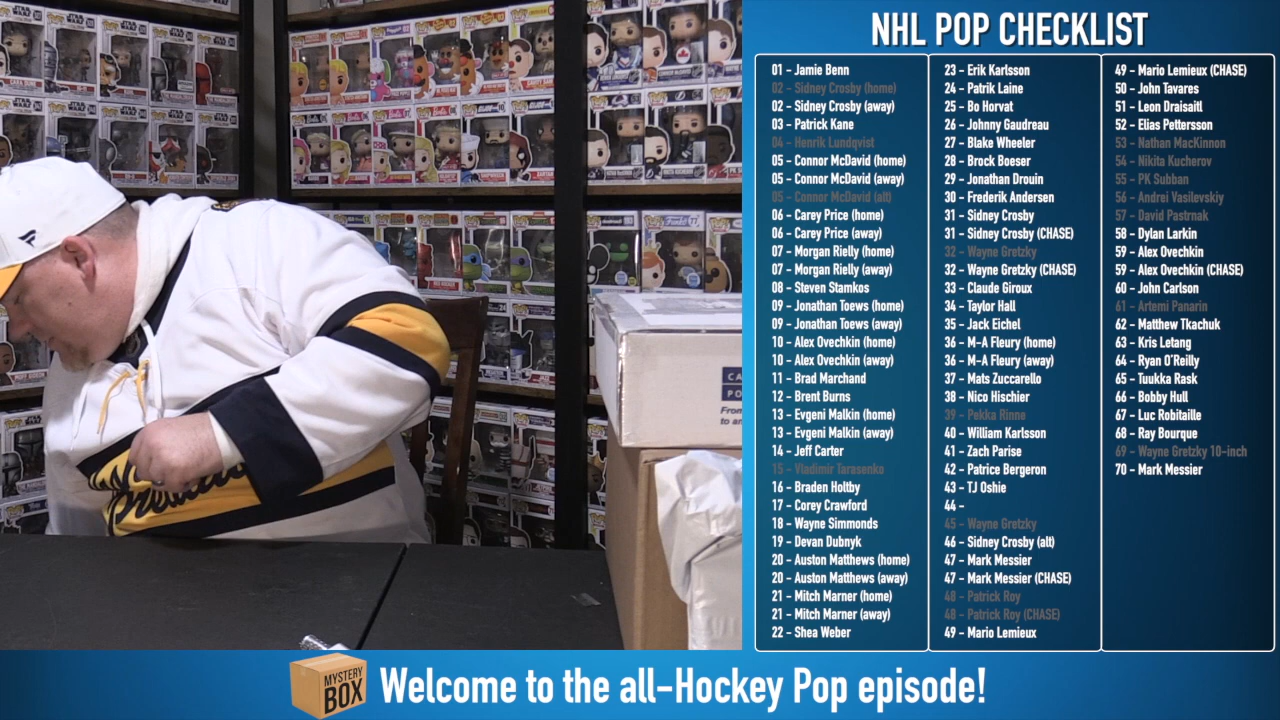 NHL POP CHECKLIST
01 - Jamie Benn
02 - Sidney Crosby (home)
02 - Sidney Crosby (away)
03 - Patrick Kane
04 - Henrik Lundqvist
05 - Connor McDavid (home)
05 - Connor McDavid (away)
05 - Connor McDavid (alt)
06 - Carey Price (home)
06 - Carey Price (away)
07 - Morgan Rielly (home)
07 - Morgan Rielly (away)
08 - Steven Stamkos
09 - Jonathan Toews (home)
09 - Jonathan Toews (away)
10 - Alex Ovechkin (home)
10 - Alex Ovechkin (away)
11 - Brad Marchand
12 - Brent Burns
13 - Evgeni Malkin (home)
13 - Evgeni Malkin (away)
14 - Jeff Carter
15 - Vladimir Tarasenko
16 - Braden Holtby
17 - Corey Crawford
18 - Wayne Simmonds
19 - Devan Dubnyk
20 - Auston Matthews (home)
20 - Auston Matthews (away)
21 - Mitch Marner (home)
21 - Mitch Marner (away)
22 - Shea Weber
23 - Erik Karlsson
24 - Patrik Laine
25 - Bo Horvat
26 - Johnny Gaudreau
27 - Blake Wheeler
28 - Brock Boeser
29 - Jonathan Drouin
30 - Frederik Andersen
31 - Sidney Crosby
31 - Sidney Crosby (CHASE)
32 - Wayne Gretzky
32 - Wayne Gretzky (CHASE)
33 - Claude Giroux
34 - Taylor Hall
35 - Jack Eichel
36 - M-A Fleury (home)
36 - M-A Fleury (away)
37 - Mats Zuccarello
38 - Nico Hischier
39 - Pekka Rinne
40 - William Karlsson
41 - Zach Parise
42 - Patrice Bergeron
43 - TJ Oshie
44 -
45 - Wayne Gretzky
46 - Sidney Crosby (alt)
47 - Mark Messier
47 - Mark Messier (CHASE)
48 - Patrick Roy
48 - Patrick Roy (CHASE)
49 - Mario Lemieux
49 - Mario Lemieux (CHASE)
50 - John Tavares
51 - Leon Draisaitl
52 - Elias Pettersson
53 - Nathan MacKinnon
54 - Nikita Kucherov
55 - PK Subban
56 - Andrei Vasilevskiy
57 - David Pastrnak
58 - Dylan Larkin
59 - Alex Ovechkin
59 - Alex Ovechkin (CHASE)
60 - John Carlson
61 - Artemi Panarin
62 - Matthew Tkachuk
63 - Kris Letang
64 - Ryan O'Reilly
65 - Tuukka Rask
66 - Bobby Hull
67 - Luc Robitaille
68 - Ray Bourque
69 - Wayne Gretzky 10-inch
70 - Mark Messier
MYSTERY
BOX
Welcome to the all-Hockey Pop episode!